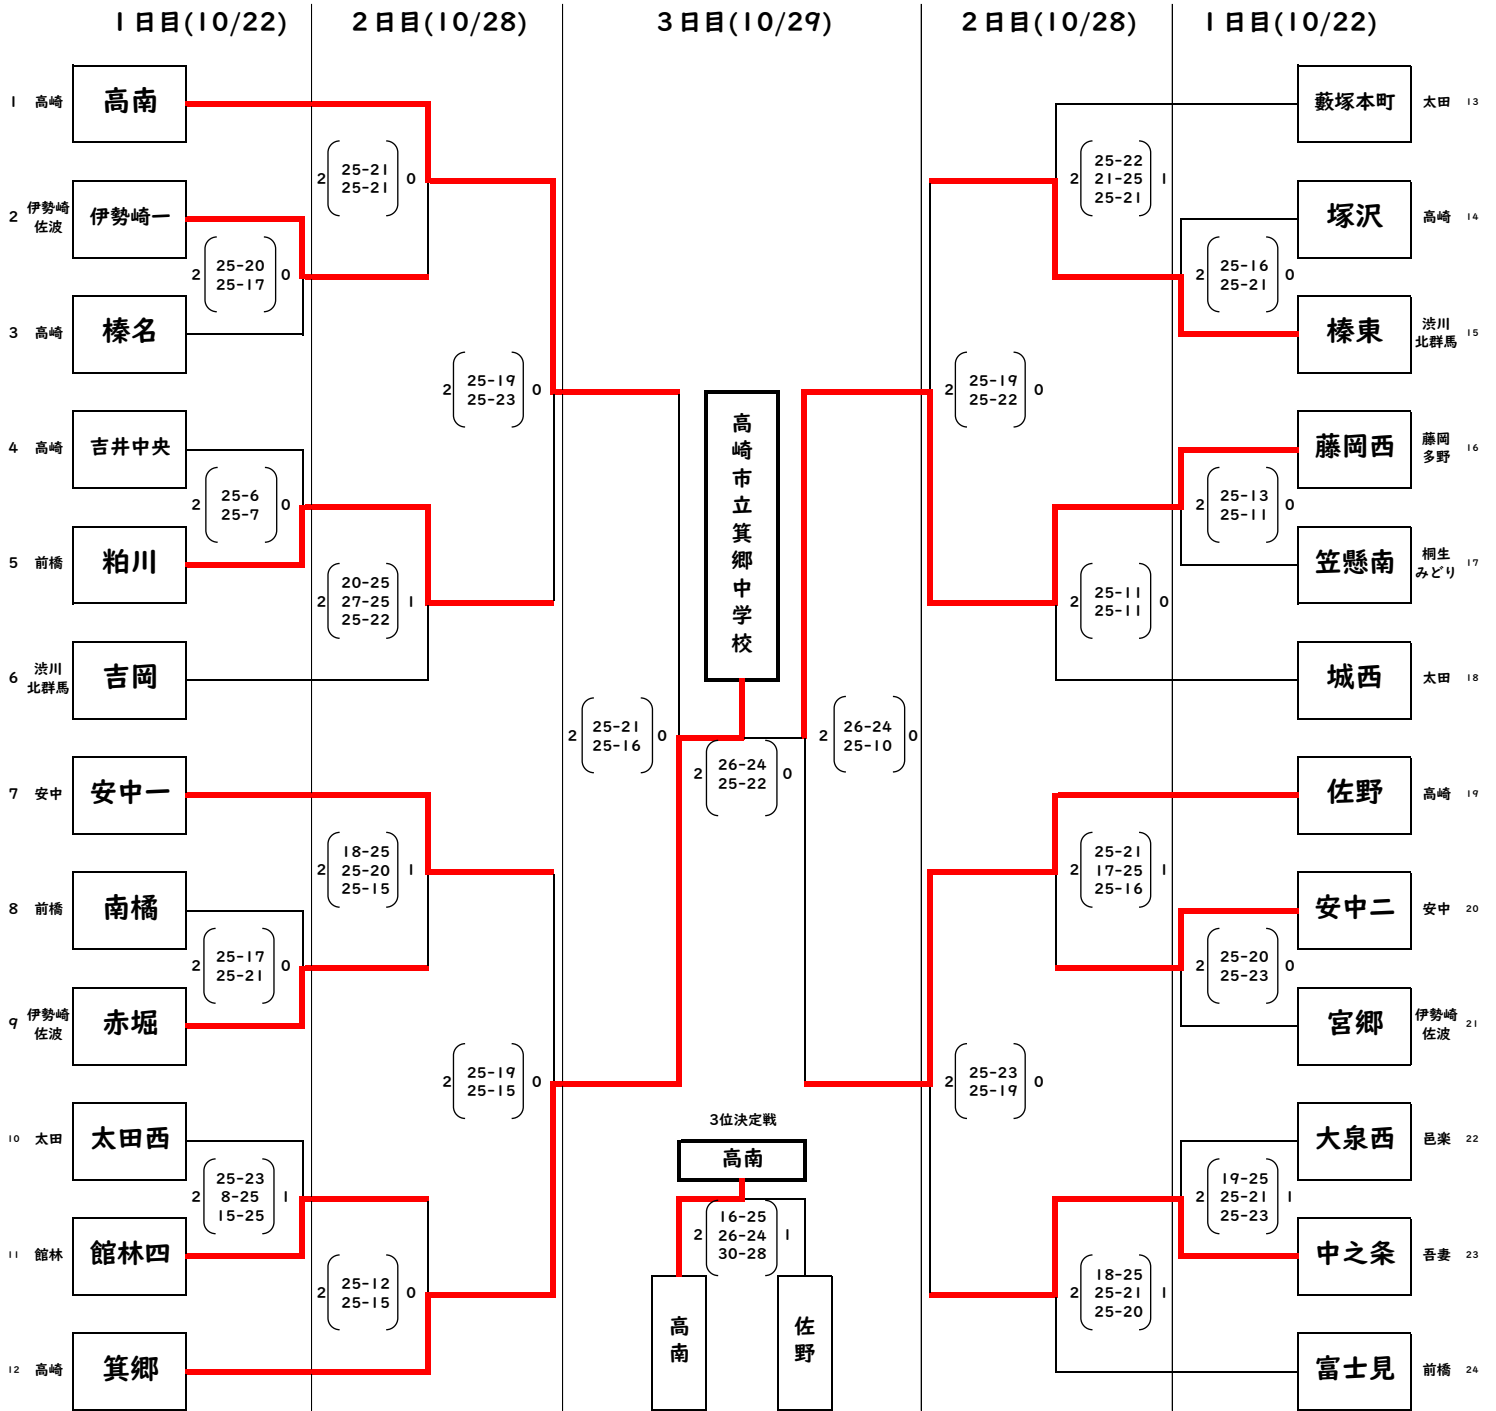 1日目(10/22)
2日目(10/28)
3日目(10/29)
2日目(10/28)
1日目(10/22)
1 高崎 高南
2 伊勢崎
佐波
伊勢崎一
3 高崎 榛名
4 高崎 吉井中央
5 前橋 粕川
6 渋川
北群馬
吉岡
7 安中 安中一
8 前橋 南橘
9 伊勢崎
佐波
赤堀
10 太田 太田西
11 館林 館林四
12 高崎 箕郷
2 25-20 0
25-17
2 25-6 0
25-7
2 25-17 0
25-21
2 25-23 1
8-25
15-25
2 25-21 0
25-21
2 20-25 1
27-25
25-22
2 18-25 1
25-20
25-15
2 25-12 0
25-15
2 25-19 0
25-23
2 25-19 0
25-15
2 25-21 0
25-16
高崎市立箕郷中学校
2 26-24 0
25-22
2 26-24 0
25-10
3位決定戦
高南
2 16-25 1
26-24
30-28
高南
佐野
2 25-19 0
25-22
2 25-23 0
25-19
2 25-22 1
21-25
25-21
2 25-11 0
25-11
2 25-21 1
17-25
25-16
2 18-25 1
25-21
25-20
2 25-16 0
25-21
2 25-13 0
25-11
2 25-20 0
25-23
2 19-25 1
25-21
25-23
藪塚本町 太田 13
塚沢 高崎 14
榛東 渋川
北群馬
15
藤岡西 藤岡
多野
16
笠懸南 桐生
みどり
17
城西 太田 18
佐野 高崎 19
安中二 安中 20
宮郷 伊勢崎
佐波
21
大泉西 邑楽 22
中之条 吾妻 23
富士見 前橋 24